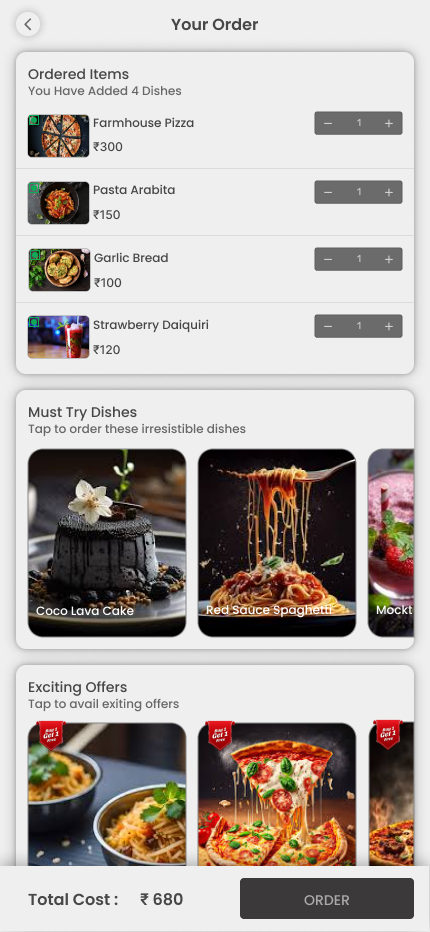 Your Order
Ordered Items
You Have Added 4 Dishes
Farmhouse Pizza
− 1 +
₹300
Pasta Arabita
− 1 +
₹150
Garlic Bread
− 1 +
₹100
Strawberry Daiquiri
− 1 +
₹120
Must Try Dishes
Tap to order these irresistible dishes
Coco Lava Cake
Red Sauce Spaghetti
Mockt
Exciting Offers
Tap to avail exiting offers
Buy 1
Get 1
Free
Buy 1
Get 1
Free
Buy 1
Get 1
Free
Total Cost : ₹ 680
ORDER